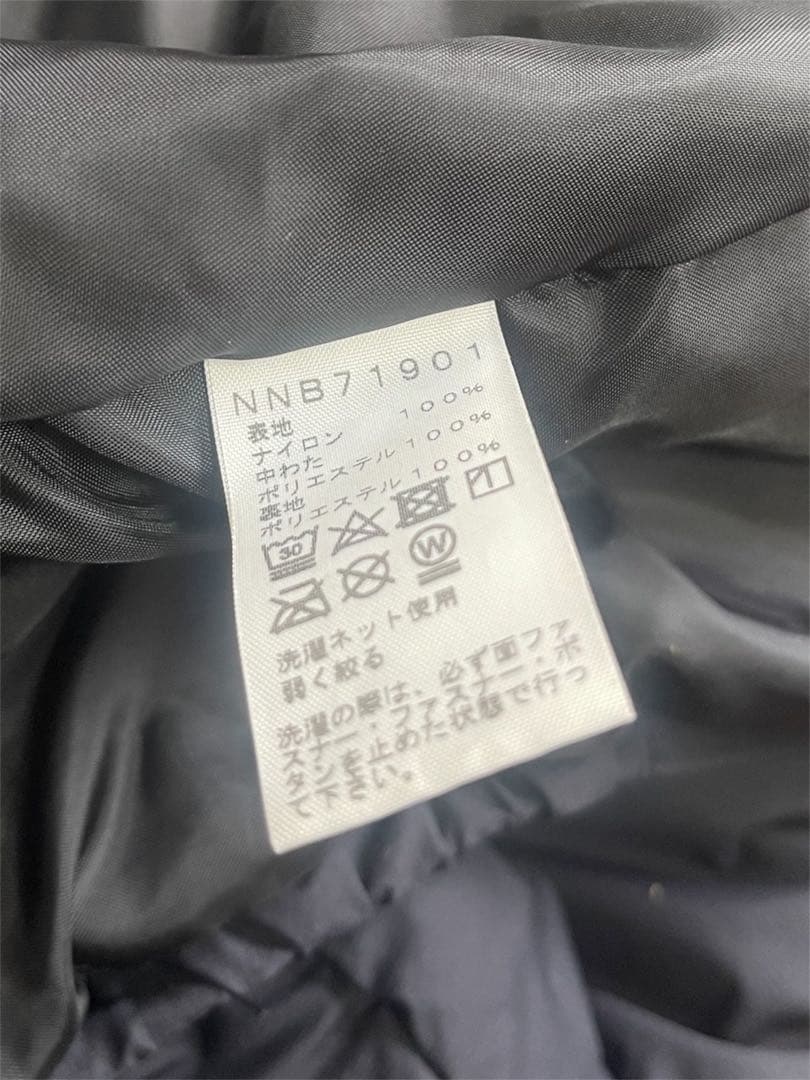 NNB71901
表地
ナイロン 100%
中わた
ポリエステル 100%
裏地
ポリエステル 100%
30
W
洗濯ネット使用
弱く絞る
洗濯の際は、必ず面ファ
スナー・ファスナー・ボ
タンを止めた状態で行っ
て下さい。